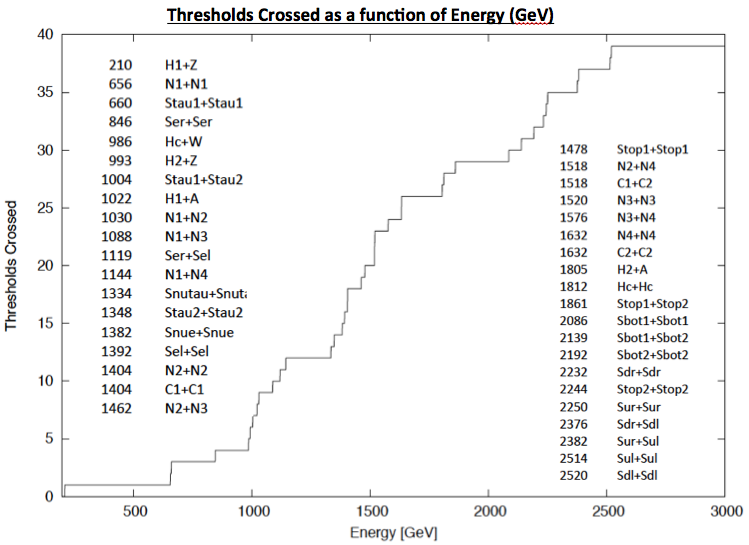 Thresholds Crossed as a function of Energy (GeV)
40
35
30
25
20
15
10
5
0
Thresholds Crossed
210 H1+Z
656 N1+N1
660 Stau1+Stau1
846 Ser+Ser
986 Hc+W
993 H2+Z
1004 Stau1+Stau2
1022 H1+A
1030 N1+N2
1088 N1+N3
1119 Ser+Sel
1144 N1+N4
1334 Snutau+Snuta
1348 Stau2+Stau2
1382 Snue+Snue
1392 Sel+Sel
1404 N2+N2
1404 C1+C1
1462 N2+N3
1478 Stop1+Stop1
1518 N2+N4
1518 C1+C2
1520 N3+N3
1576 N3+N4
1632 N4+N4
1632 C2+C2
1805 H2+A
1812 Hc+Hc
1861 Stop1+Stop2
2086 Sbot1+Sbot1
2139 Sbot1+Sbot2
2192 Sbot2+Sbot2
2232 Sdr+Sdr
2244 Stop2+Stop2
2250 Sur+Sur
2376 Sdr+Sdl
2382 Sur+Sul
2514 Sul+Sul
2520 Sdl+Sdl
500 1000 1500 2000 2500 3000
Energy [GeV]